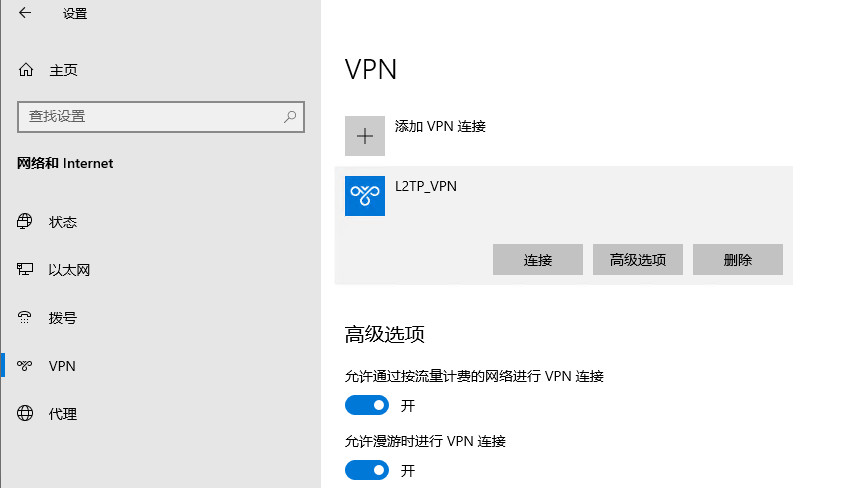 设置
主页
查找设置
网络和 Internet
状态
以太网
拨号
VPN
代理
VPN
添加 VPN 连接
L2TP_VPN
连接 高级选项 删除
高级选项
允许通过按流量计费的网络进行 VPN 连接
开
允许漫游时进行 VPN 连接
开